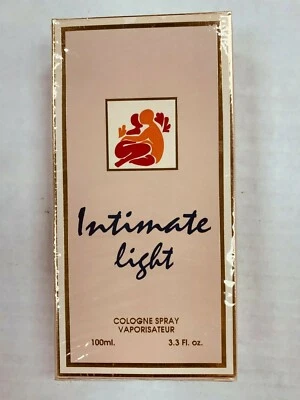 Intimate
light
COLOGNE SPRAY
VAPORISATEUR
100ml. 3.3 Fl. oz.